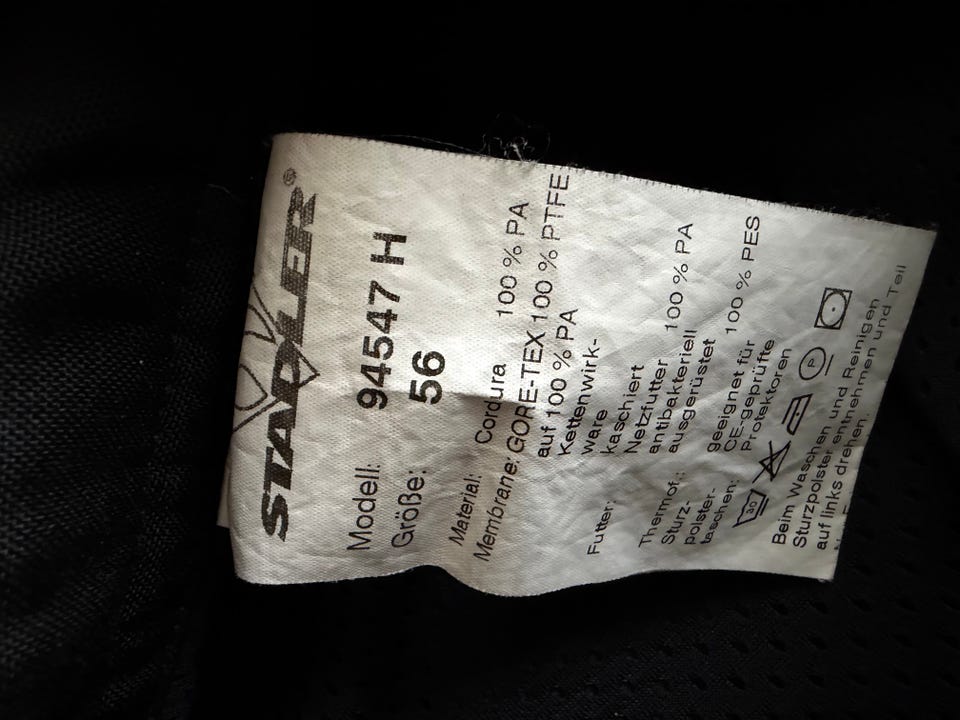 STADLER®
Modell: 94547 H
Größe: 56
Material: Cordura 100 % PA
Membrane: GORE-TEX 100 % PTFE
auf 100 % PA
Kettenwirk-
ware
kaschiert
Futter: Netzfutter
antibakteriell 100 % PA
ausgerüstet
Thermof.:
Sturz- geeignet für 100 % PES
polster- CE-geprüfte
taschen: Protektoren
30 P
Beim Waschen und Reinigen
Sturzpolster entnehmen und Teil
auf links drehen.